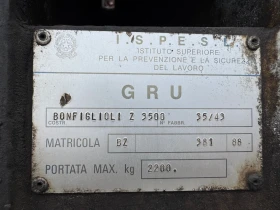 I.S.P.E.S.L.
ISTITUTO SUPERIORE
PER LA PREVENZIONE E LA SICUREZZA
DEL LAVORO
GRU
BONFIGLIOLI Z 3500 35/43
COSTR. N° FABBR.
MATRICOLA BZ 381 88
PORTATA MAX. kg 2200.